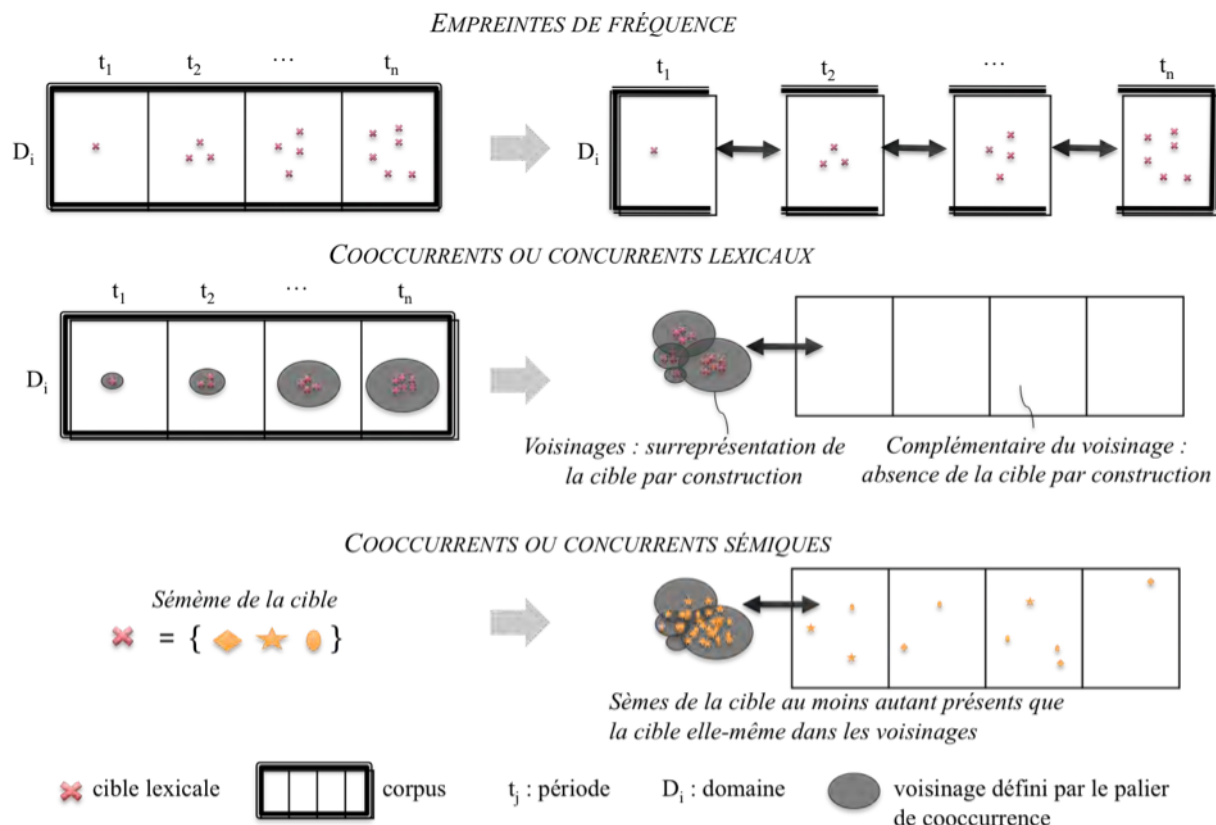 EMPREINTES DE FRÉQUENCE
t1 t2 ... tn
t1 t2 ... tn
Di
Di
COOCCURRENTS OU CONCURRENTS LEXICAUX
t1 t2 ... tn
Di
Voisinages : surreprésentation de
la cible par construction
Complémentaire du voisinage :
absence de la cible par construction
COOCCURRENTS OU CONCURRENTS SÉMIQUES
Sémème de la cible
= { }
Sèmes de la cible au moins autant présents que
la cible elle-même dans les voisinages
cible lexicale
corpus
tj : période
Di : domaine
voisinage défini par le palier
de cooccurrence